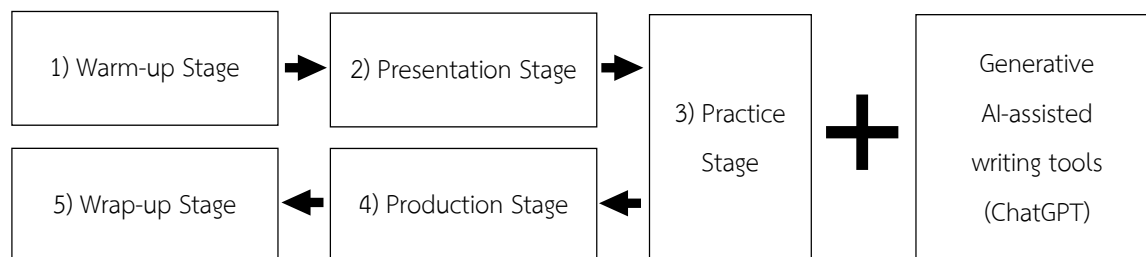 1) Warm-up Stage
2) Presentation Stage
3) Practice
Stage
Generative
AI-assisted
writing tools
(ChatGPT)
5) Wrap-up Stage
4) Production Stage